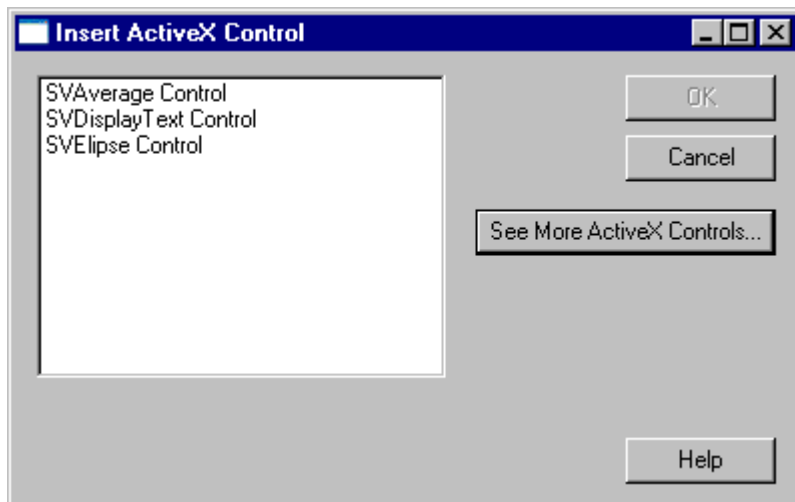 Insert ActiveX Control
SVAverage Control
SVDisplayText Control
SVElipse Control
OK
Cancel
See More ActiveX Controls...
Help